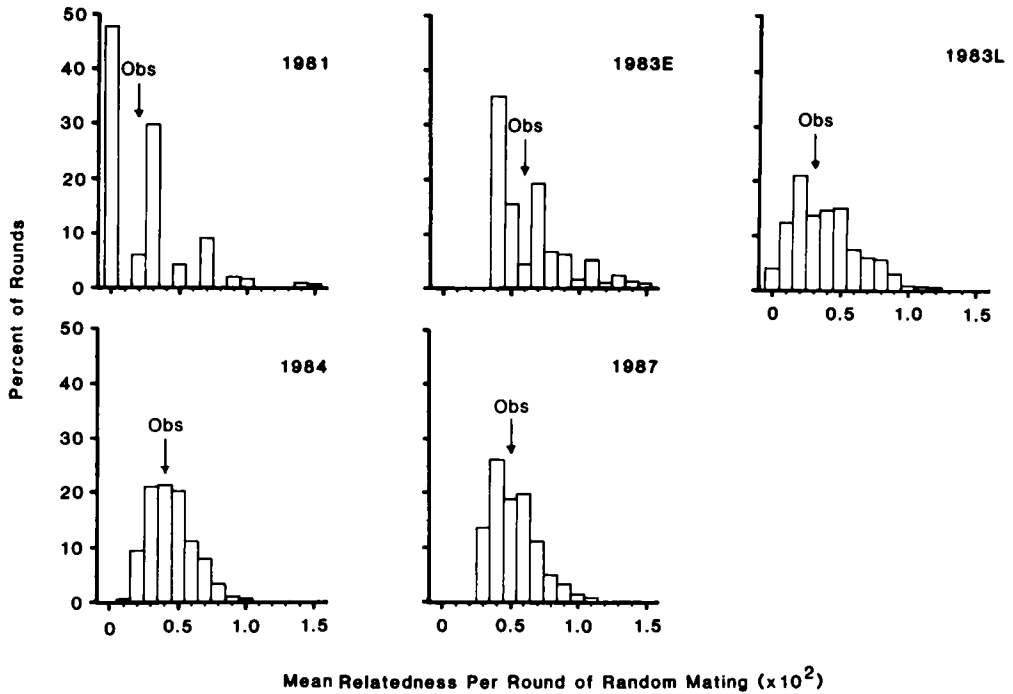 50
40
30
20
10
0
Obs
1981
Obs
1983E
Obs
1983L
0 0.5 1.0 1.5
50
40
30
20
10
0
Obs
1984
0 0.5 1.0 1.5
Obs
1987
0 0.5 1.0 1.5
Percent of Rounds
Mean Relatedness Per Round of Random Mating (x10²)